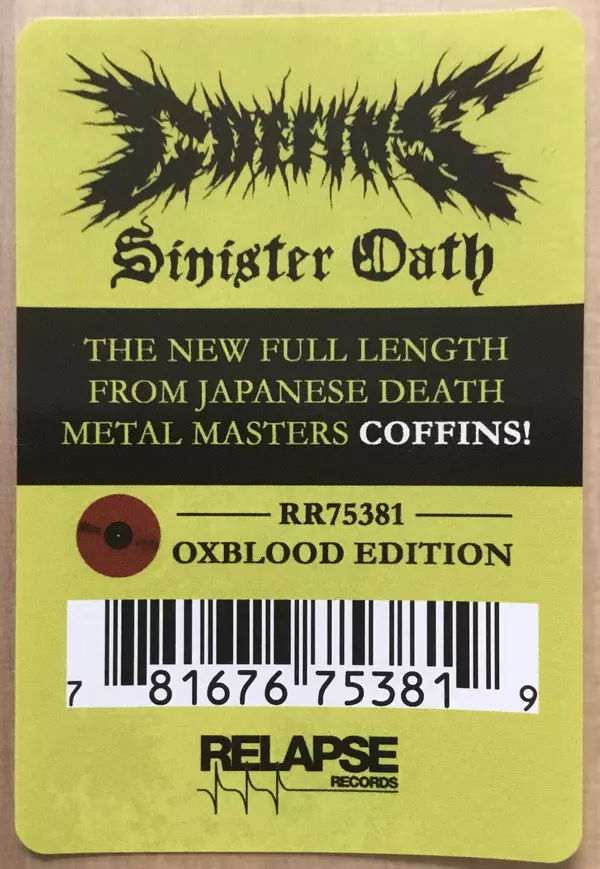 COFFINS
Sinister Oath
THE NEW FULL LENGTH
FROM JAPANESE DEATH
METAL MASTERS COFFINS!
RR75381
OXBLOOD EDITION
7 81676 75381 9
RELAPSE
RECORDS